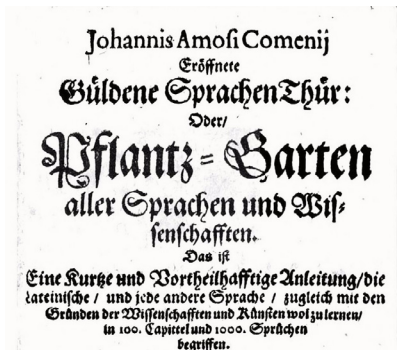 Johannis Amosi Comenij
Eröffnete
Güldene SprachenThür:
Oder/
Pflantz = Garten
aller Sprachen und Wis-
senschafften.
Das ist
Eine Kurtze und Vortheilhafftige Anleitung/die
Lateinische / und jede andere Sprache / zugleich mit den
Gründen der Wissenschafften und Künsten wol zu lernen/
in 100. Capittel und 1000. Sprüchen
begriffen.